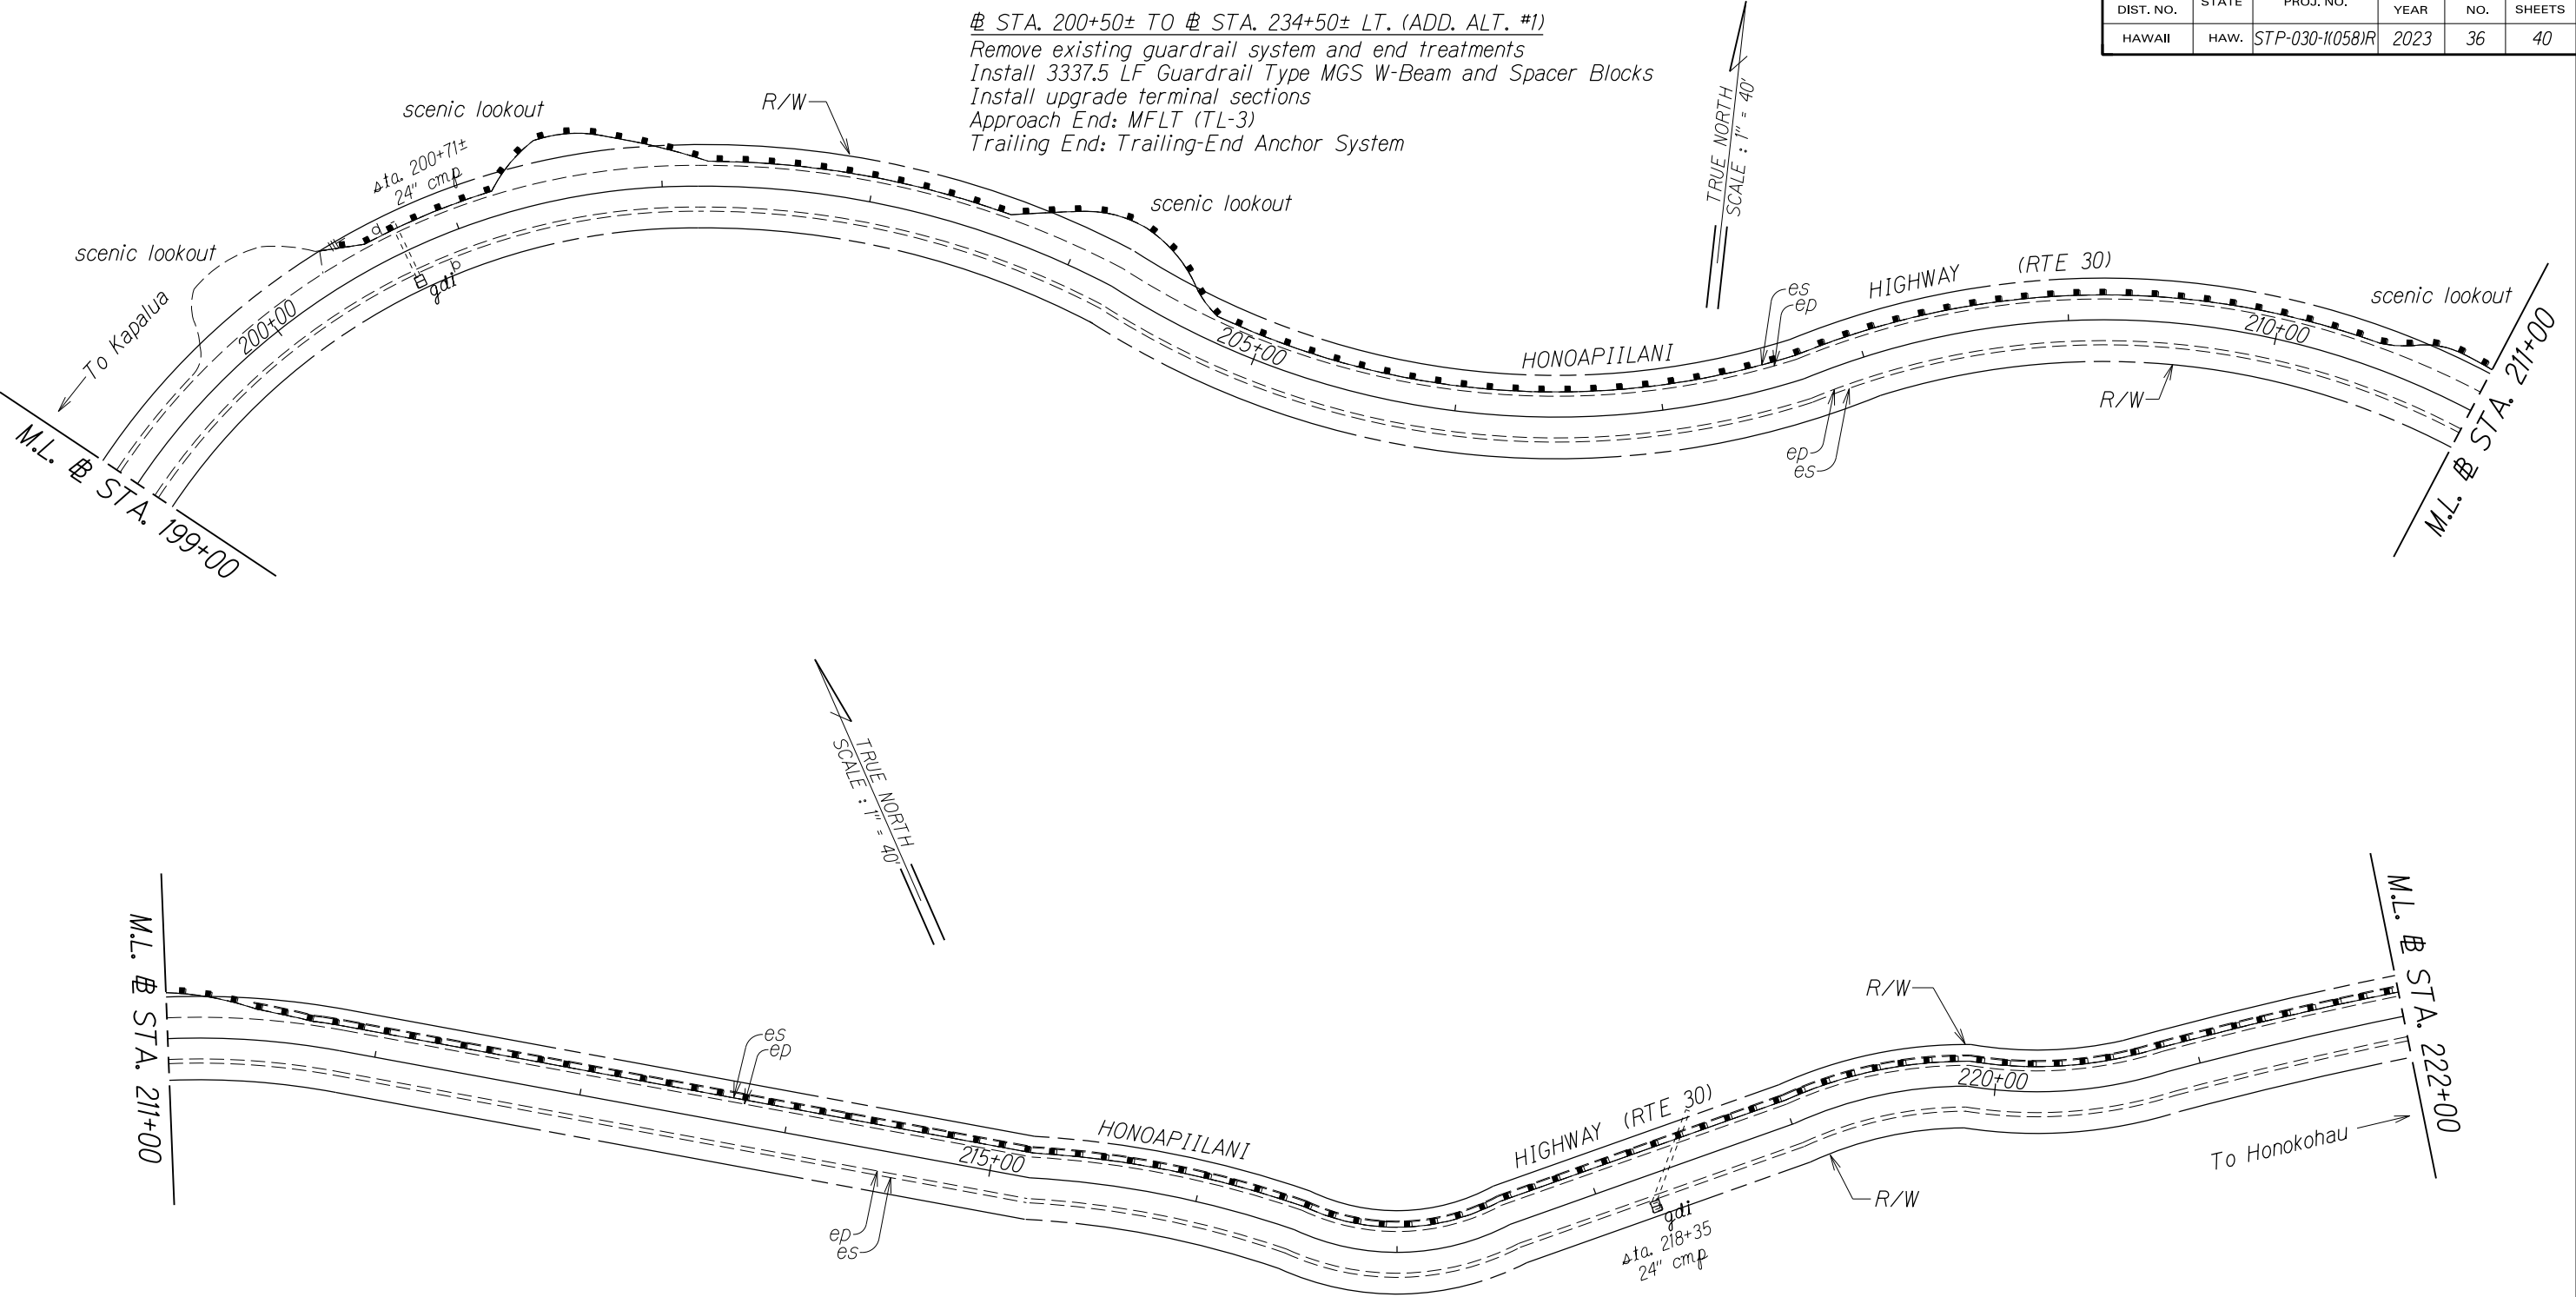 ℄ STA. 200+50± TO ℄ STA. 234+50± LT. (ADD. ALT. #1)
Remove existing guardrail system and end treatments
Install 3337.5 LF Guardrail Type MGS W-Beam and Spacer Blocks
Install upgrade terminal sections
Approach End: MFLT (TL-3)
Trailing End: Trailing-End Anchor System
DIST. NO. STATE PROJ. NO. YEAR NO. SHEETS
HAWAII HAW. STP-030-1(058)R 2023 36 40
scenic lookout
R/W
sta. 200+71±
24" cmp
scenic lookout
scenic lookout
TRUE NORTH
SCALE : 1" = 40'
To Kapalua
200+00
gdi
205+00
HONOAPIILANI
HIGHWAY (RTE 30)
es
ep
210+00
scenic lookout
R/W
ep
es
M.L. ℄ STA. 199+00
M.L. ℄ STA. 211+00
TRUE NORTH
SCALE : 1" = 40'
M.L. ℄ STA. 211+00
es
ep
ep
es
215+00
HONOAPIILANI
HIGHWAY (RTE 30)
gdi
sta. 218+35
24" cmp
R/W
220+00
R/W
To Honokohau
M.L. ℄ STA. 222+00